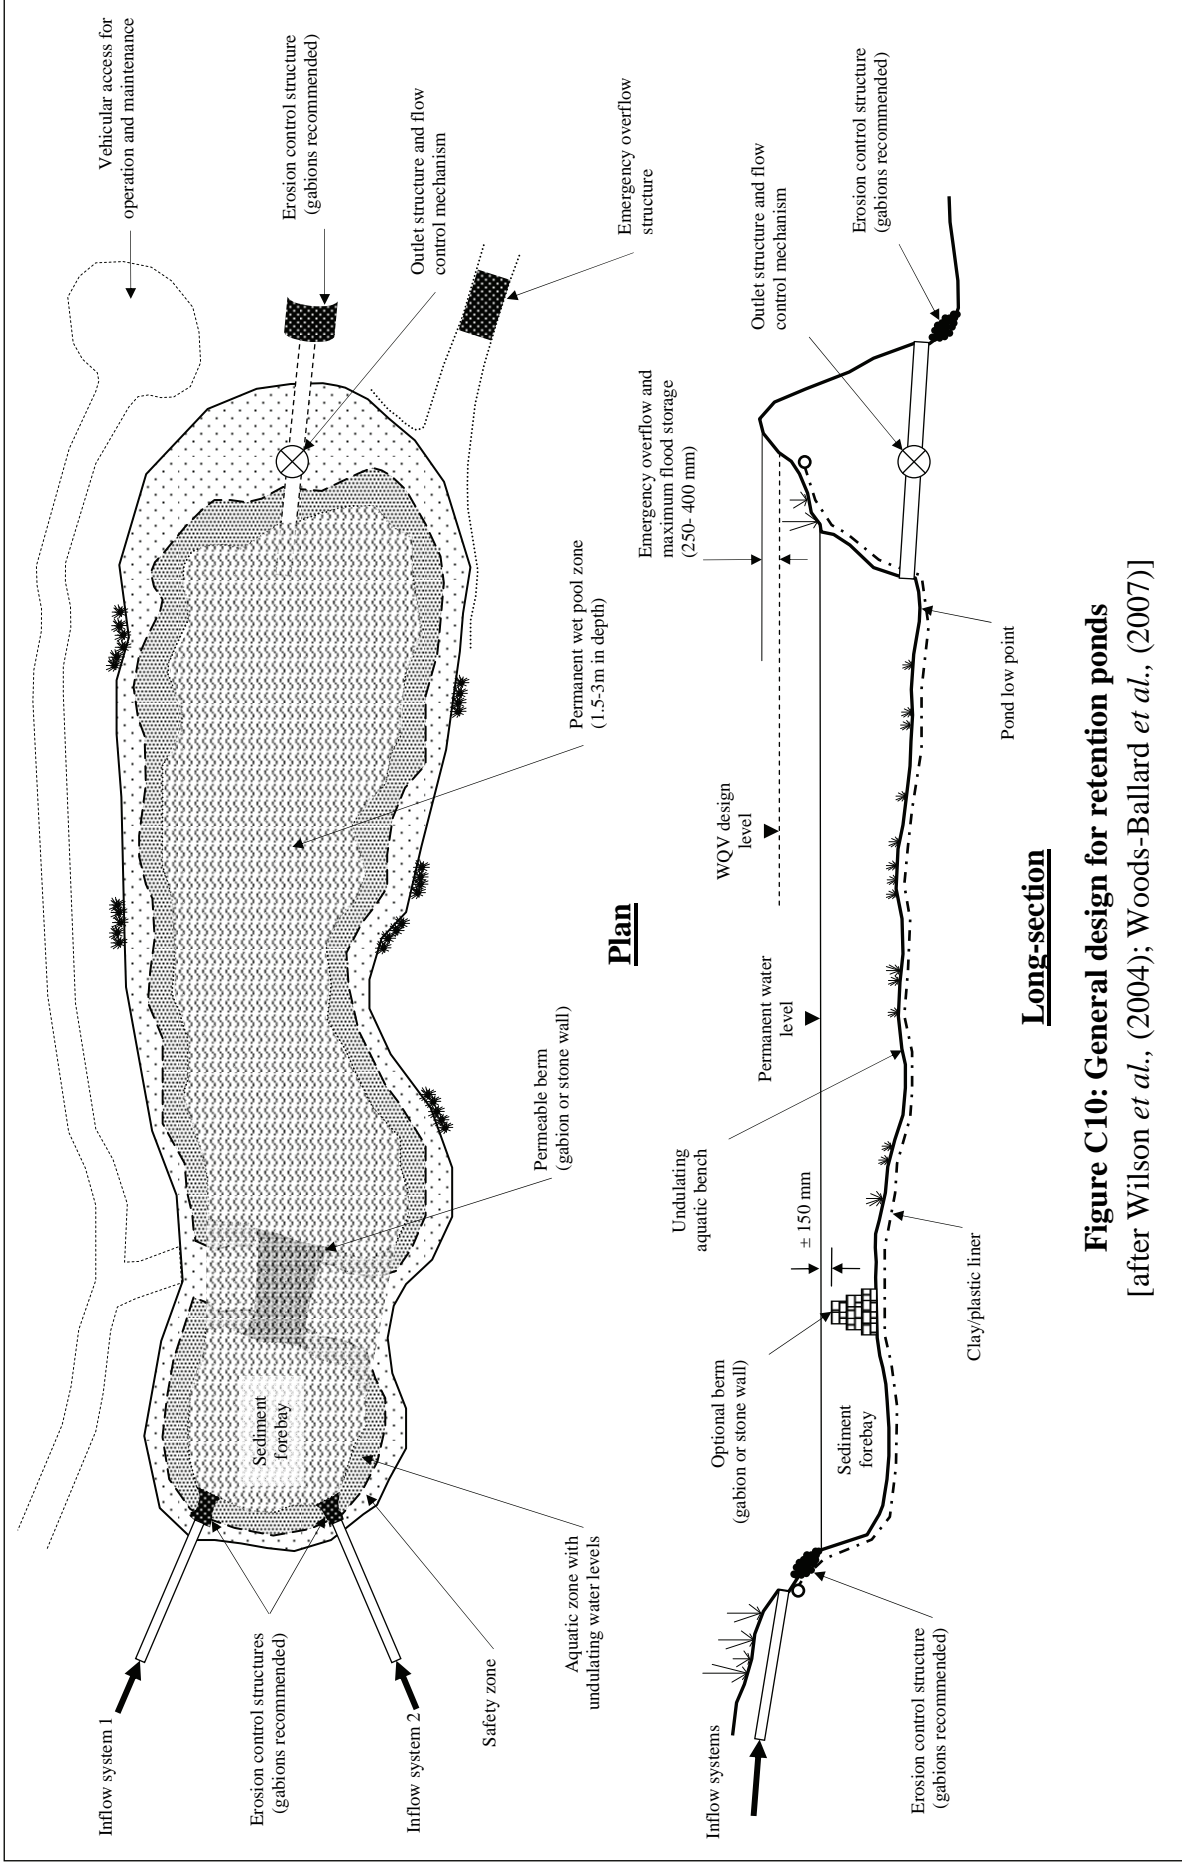 Vehicular access for
operation and maintenance
Erosion control structure
(gabions recommended)
Outlet structure and flow
control mechanism
Emergency overflow
structure
Permanent wet pool zone
(1.5-3m in depth)
Permeable berm
(gabion or stone wall)
Sediment
forebay
Inflow system 1
Erosion control structures
(gabions recommended)
Inflow system 2
Safety zone
Aquatic zone with
undulating water levels
Plan
Inflow systems
Erosion control structure
(gabions recommended)
Optional berm
(gabion or stone wall)
Sediment
forebay
± 150 mm
Clay/plastic liner
Undulating
aquatic bench
Permanent water
level
WQV design
level
Emergency overflow and
maximum flood storage
(250- 400 mm)
Pond low point
Outlet structure and flow
control mechanism
Erosion control structure
(gabions recommended)
Long-section
Figure C10: General design for retention ponds
[after Wilson et al., (2004); Woods-Ballard et al., (2007)]